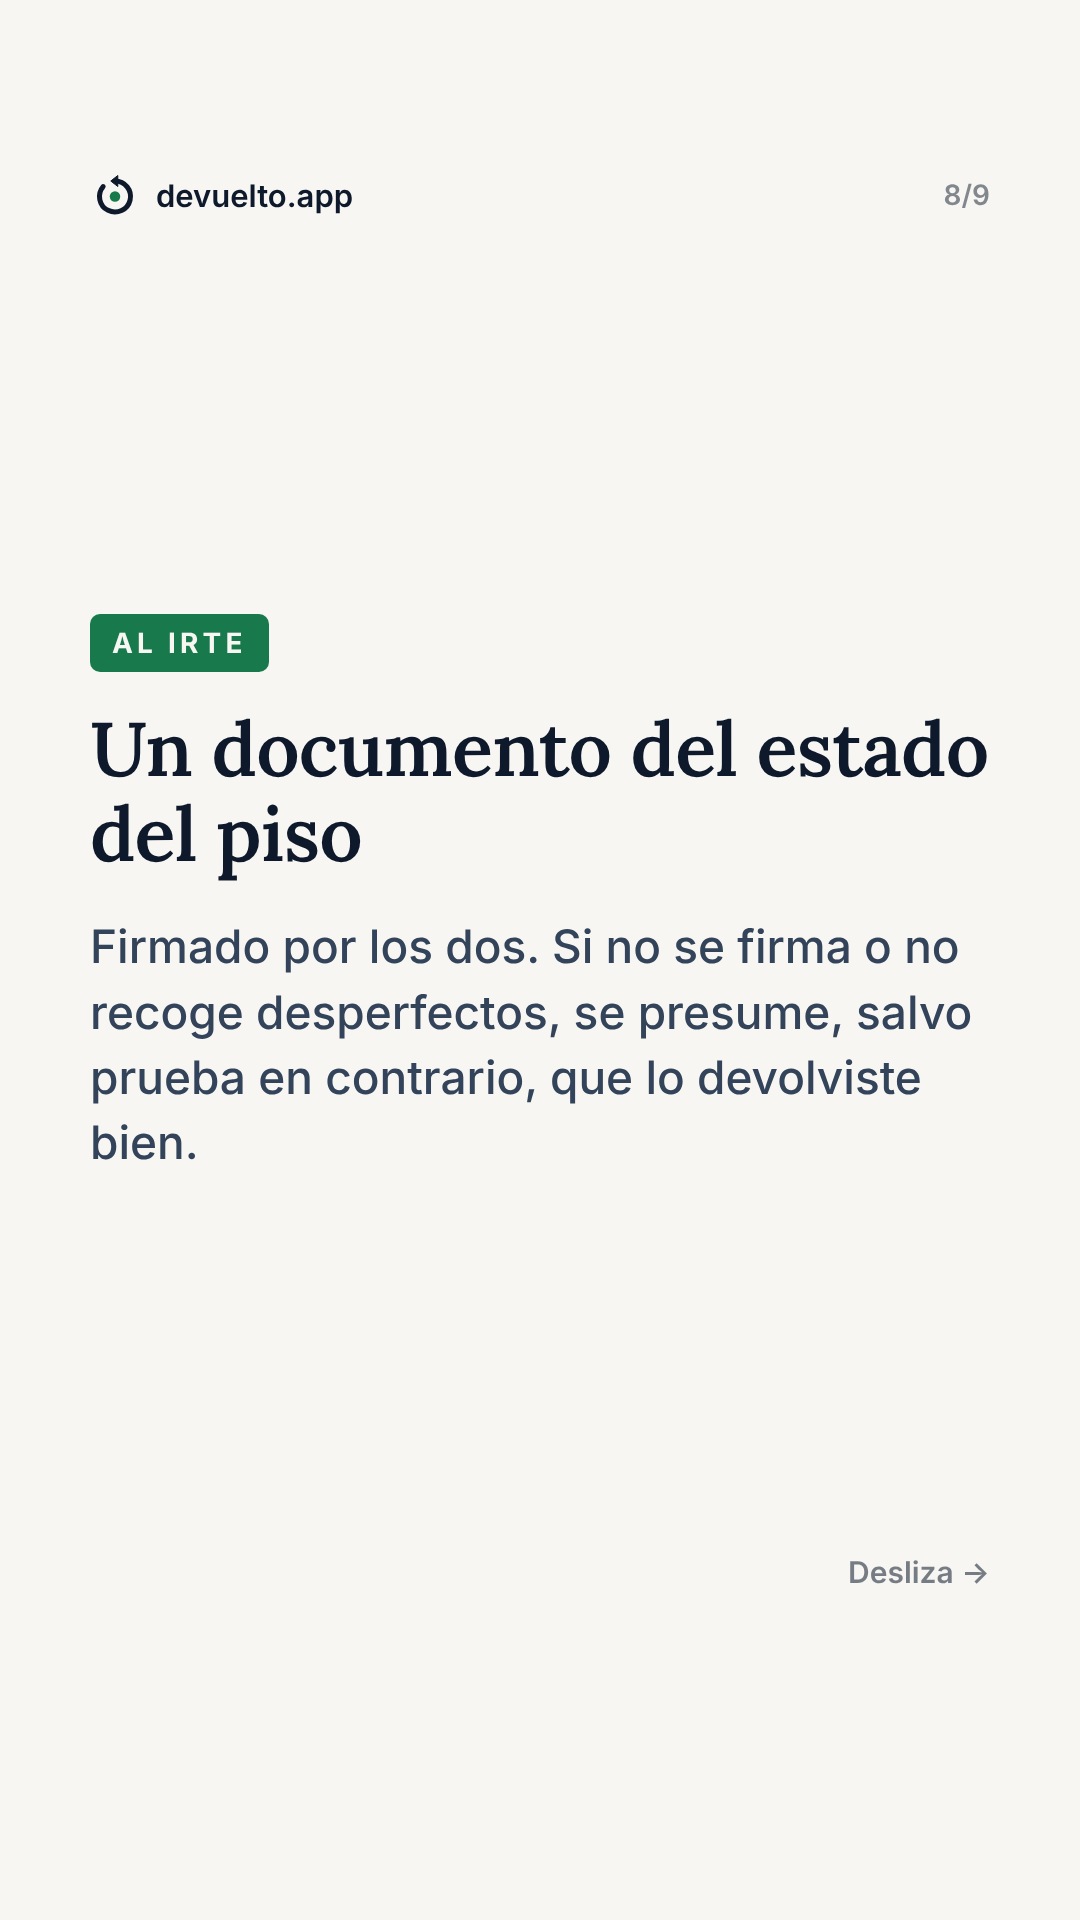 devuelto.app
8/9
AL IRTE
Un documento del estado
del piso
Firmado por los dos. Si no se firma o no
recoge desperfectos, se presume, salvo
prueba en contrario, que lo devolviste
bien.
Desliza →